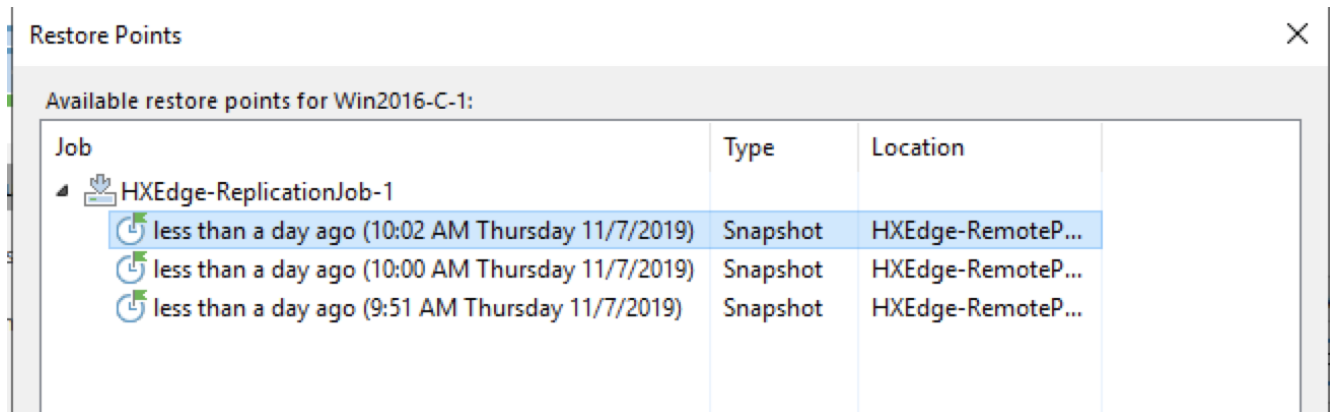 Restore Points
Available restore points for Win2016-C-1:
Job Type Location
HXEdge-ReplicationJob-1
less than a day ago (10:02 AM Thursday 11/7/2019) Snapshot HXEdge-RemoteP...
less than a day ago (10:00 AM Thursday 11/7/2019) Snapshot HXEdge-RemoteP...
less than a day ago (9:51 AM Thursday 11/7/2019) Snapshot HXEdge-RemoteP...